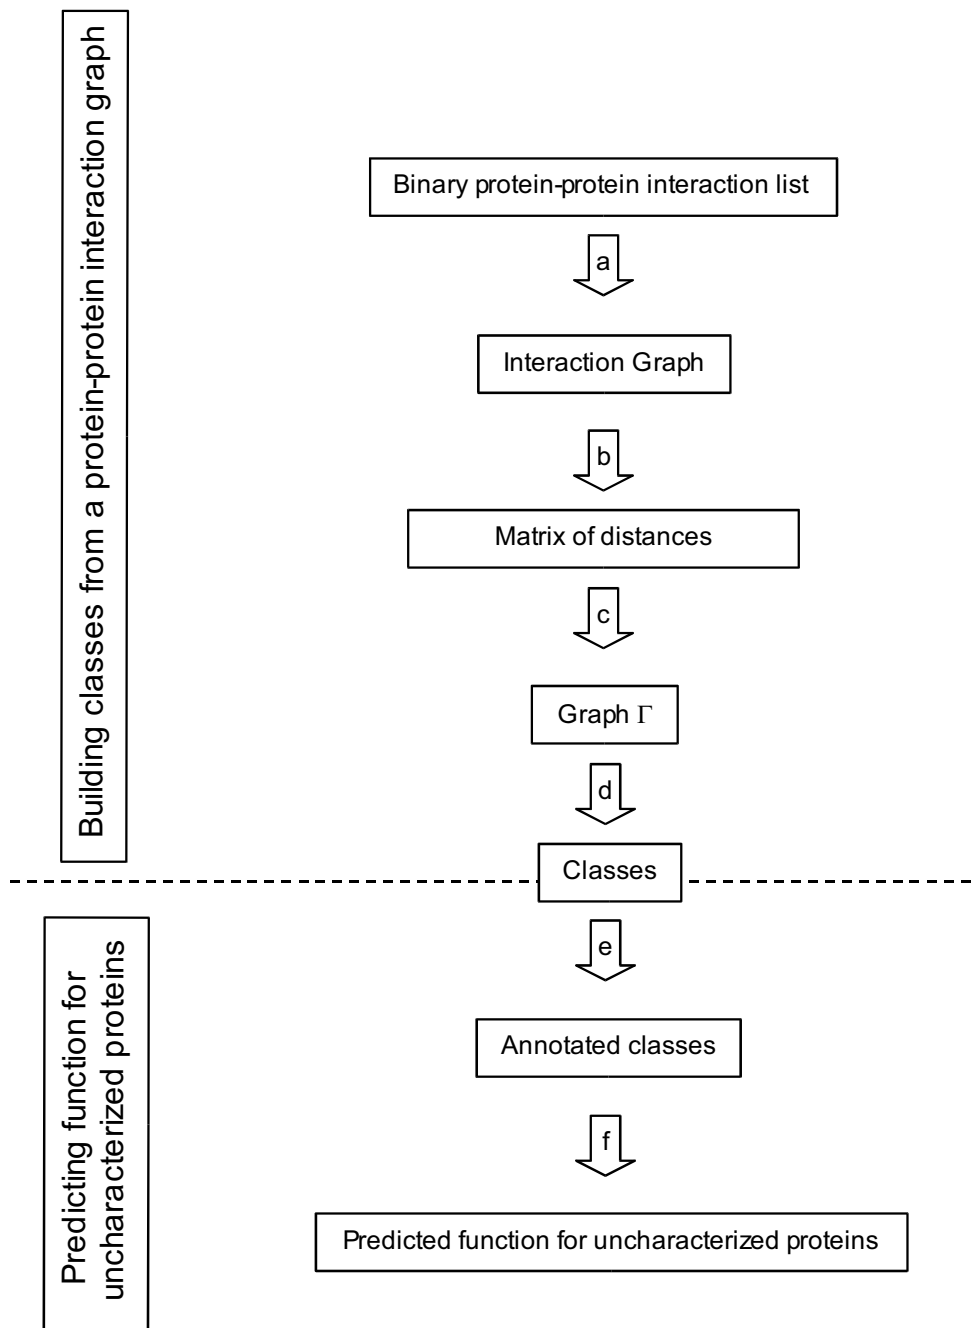 Building classes from a protein-protein interaction graph
Binary protein-protein interaction list
a
Interaction Graph
b
Matrix of distances
c
Graph Γ
d
Classes
Predicting function for
uncharacterized proteins
e
Annotated classes
f
Predicted function for uncharacterized proteins